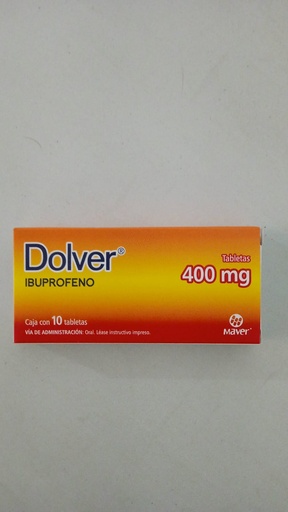 Dolver®
IBUPROFENO
Tabletas
400 mg
Caja con 10 tabletas
VÍA DE ADMINISTRACIÓN: Oral. Léase instructivo impreso.
Maver®